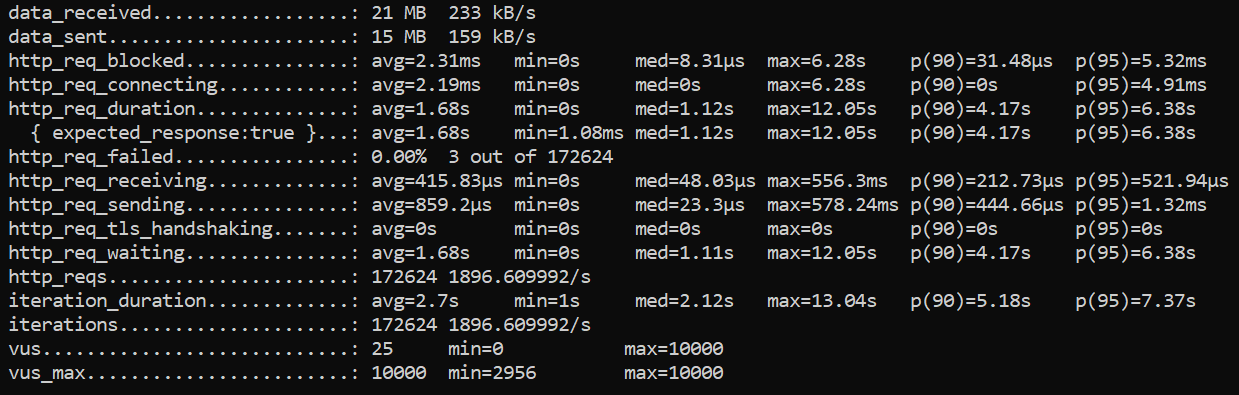 data_received..................: 21 MB  233 kB/s
data_sent......................: 15 MB  159 kB/s
http_req_blocked...............: avg=2.31ms   min=0s     med=8.31µs  max=6.28s    p(90)=31.48µs  p(95)=5.32ms
http_req_connecting............: avg=2.19ms   min=0s     med=0s      max=6.28s    p(90)=0s       p(95)=4.91ms
http_req_duration..............: avg=1.68s    min=0s     med=1.12s   max=12.05s   p(90)=4.17s    p(95)=6.38s
  { expected_response:true }...: avg=1.68s    min=1.08ms med=1.12s   max=12.05s   p(90)=4.17s    p(95)=6.38s
http_req_failed................: 0.00%  3 out of 172624
http_req_receiving.............: avg=415.83µs min=0s     med=48.03µs max=556.3ms  p(90)=212.73µs p(95)=521.94µs
http_req_sending...............: avg=859.2µs  min=0s     med=23.3µs  max=578.24ms p(90)=444.66µs p(95)=1.32ms
http_req_tls_handshaking.......: avg=0s       min=0s     med=0s      max=0s       p(90)=0s       p(95)=0s
http_req_waiting...............: avg=1.68s    min=0s     med=1.11s   max=12.05s   p(90)=4.17s    p(95)=6.38s
http_reqs......................: 172624 1896.609992/s
iteration_duration.............: avg=2.7s     min=1s     med=2.12s   max=13.04s   p(90)=5.18s    p(95)=7.37s
iterations.....................: 172624 1896.609992/s
vus............................: 25     min=0            max=10000
vus_max........................: 10000  min=2956         max=10000